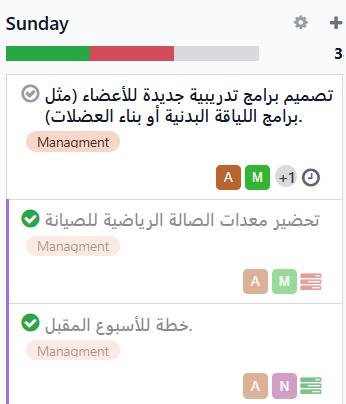 Sunday
3
تصميم برامج تدريبية جديدة للأعضاء (مثل
برامج اللياقة البدنية أو بناء العضلات).
Managment
A M +1
تحضير معدات الصالة الرياضية للصيانة
Managment
A M
خطة للأسبوع المقبل.
Managment
A N